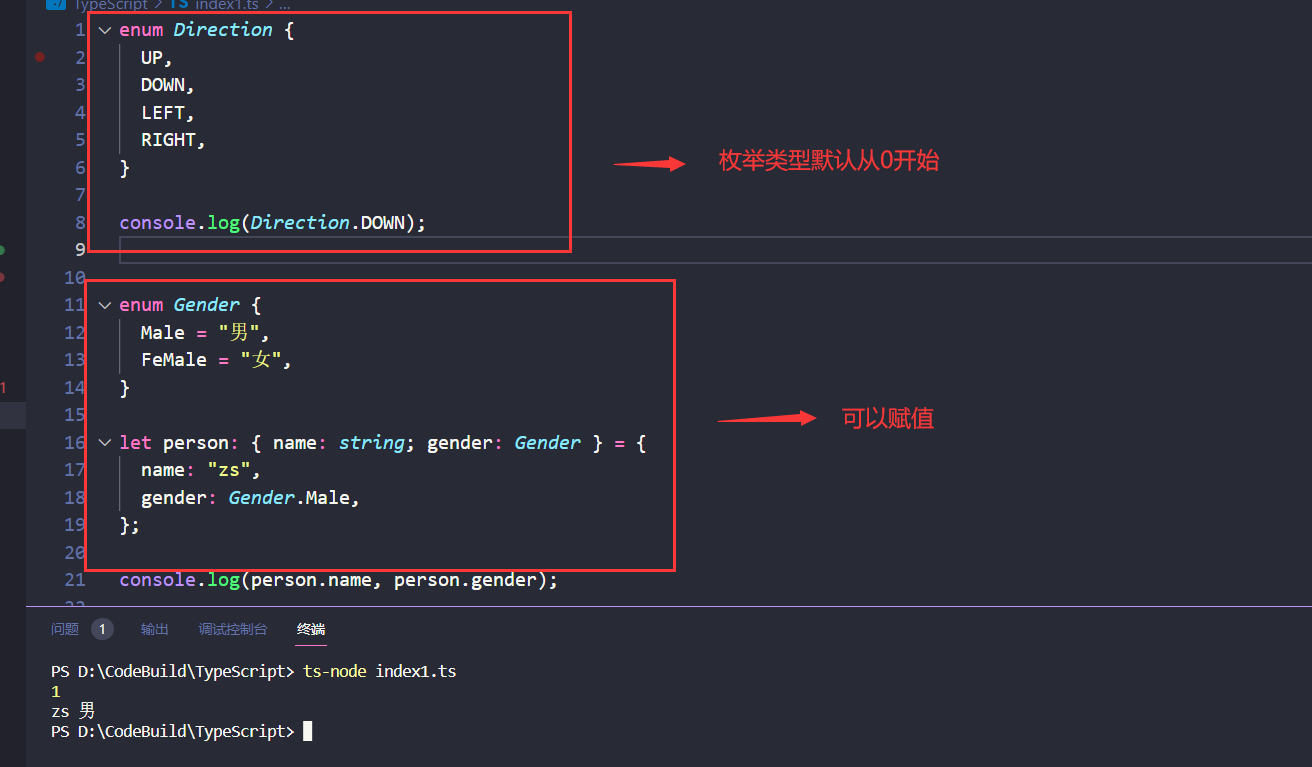 TypeScript > TS index1.ts > ...
1 enum Direction {
2 UP,
3 DOWN,
4 LEFT,
5 RIGHT,
6 }
枚举类型默认从0开始
7
8 console.log(Direction.DOWN);
9
10
11 enum Gender {
12 Male = "男",
13 FeMale = "女",
14 }
1
15
可以赋值
16 let person: { name: string; gender: Gender } = {
17 name: "zs",
18 gender: Gender.Male,
19 };
20
21 console.log(person.name, person.gender);
22
问题 1 输出 调试控制台 终端
PS D:\CodeBuild\TypeScript> ts-node index1.ts
1
zs 男
PS D:\CodeBuild\TypeScript>